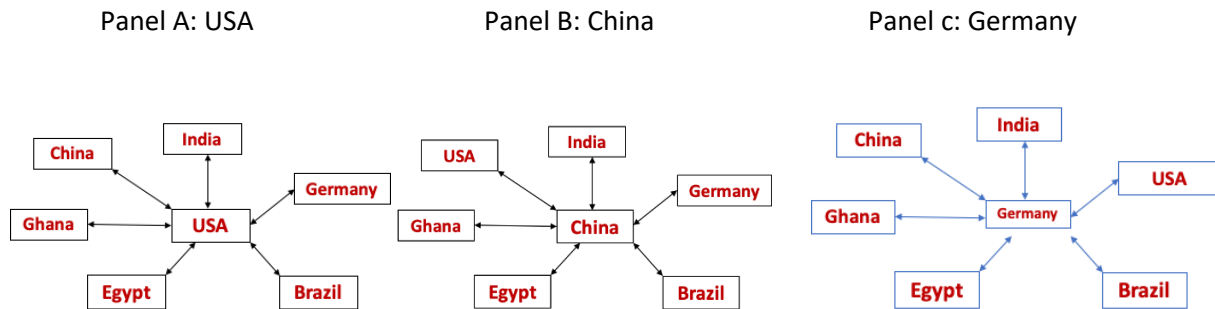 Panel A: USA
Panel B: China
Panel c: Germany
India
China
Germany
Ghana
USA
Egypt
Brazil
India
USA
Germany
Ghana
China
Egypt
Brazil
India
China
USA
Ghana
Germany
Egypt
Brazil